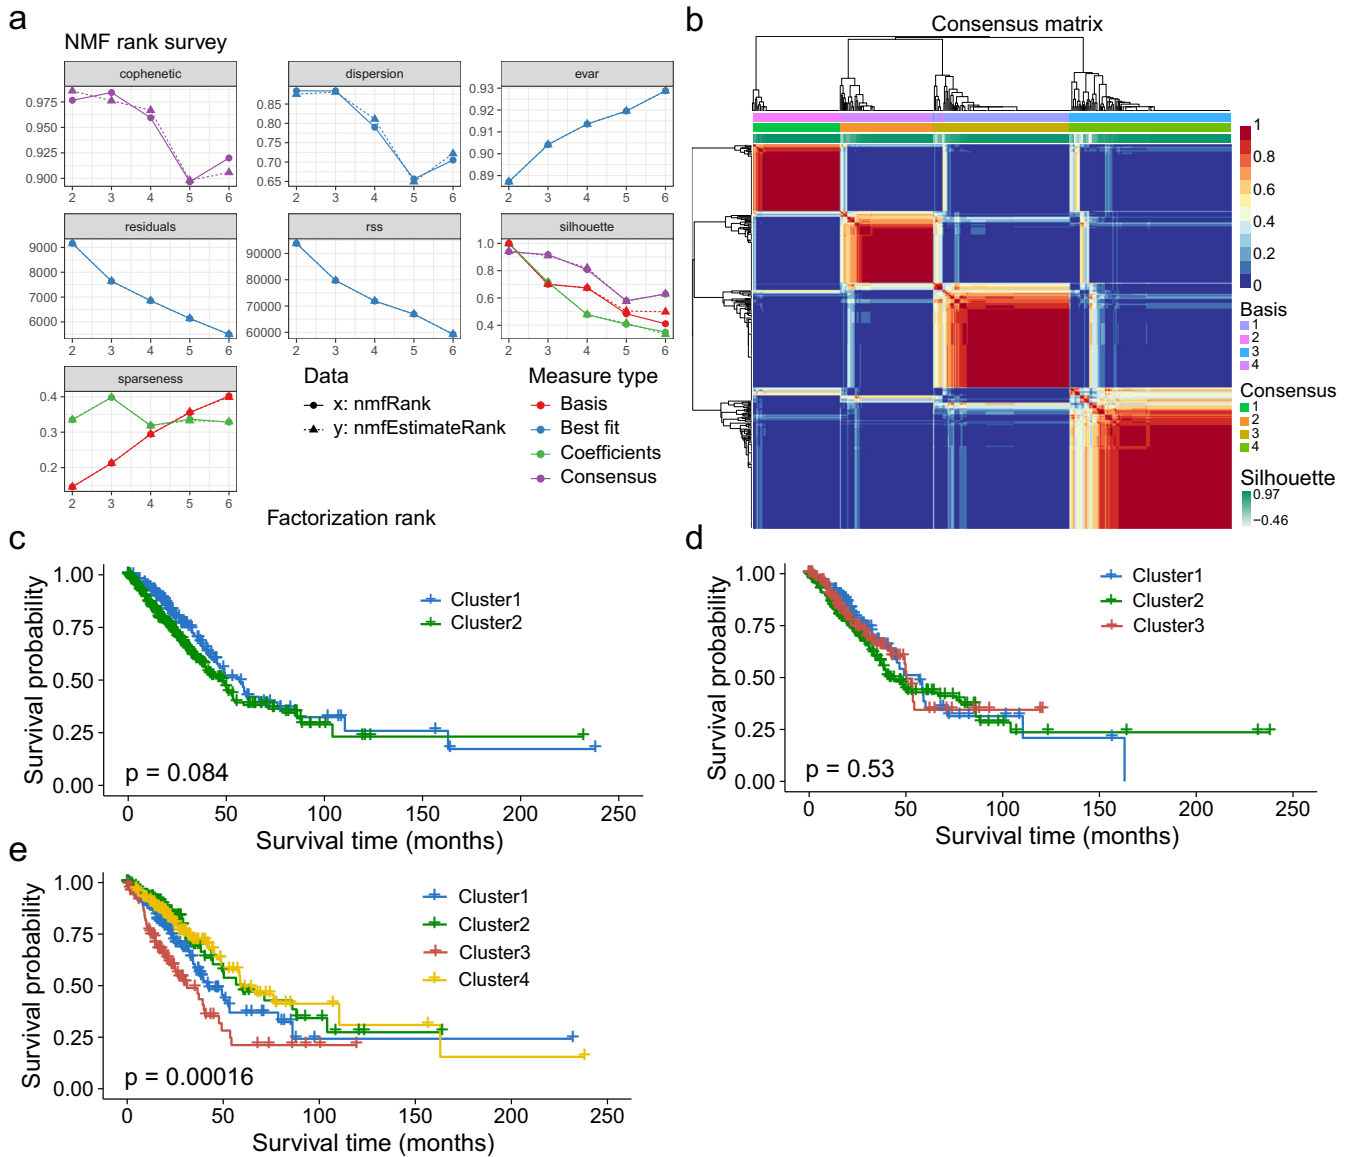 a
NMF rank survey
cophenetic
dispersion
evar
0.975
0.950
0.925
0.900
2 3 4 5 6
0.85
0.80
0.75
0.70
0.65
2 3 4 5 6
0.93
0.92
0.91
0.90
0.89
2 3 4 5 6
residuals
rss
silhouette
9000
8000
7000
6000
2 3 4 5 6
90000
80000
70000
60000
2 3 4 5 6
1.0
0.8
0.6
0.4
2 3 4 5 6
sparseness
0.4
0.3
0.2
2 3 4 5 6
Data
x: nmfRank
y: nmfEstimateRank
Measure type
Basis
Best fit
Coefficients
Consensus
Factorization rank
b
Consensus matrix
1
0.8
0.6
0.4
0.2
0
Basis
1
2
3
4
Consensus
1
2
3
4
Silhouette
0.97
−0.46
c
Survival probability
1.00
0.75
0.50
0.25
0.00
Cluster1
Cluster2
p = 0.084
0 50 100 150 200 250
Survival time (months)
d
Survival probability
1.00
0.75
0.50
0.25
0.00
Cluster1
Cluster2
Cluster3
p = 0.53
0 50 100 150 200 250
Survival time (months)
e
Survival probability
1.00
0.75
0.50
0.25
0.00
Cluster1
Cluster2
Cluster3
Cluster4
p = 0.00016
0 50 100 150 200 250
Survival time (months)